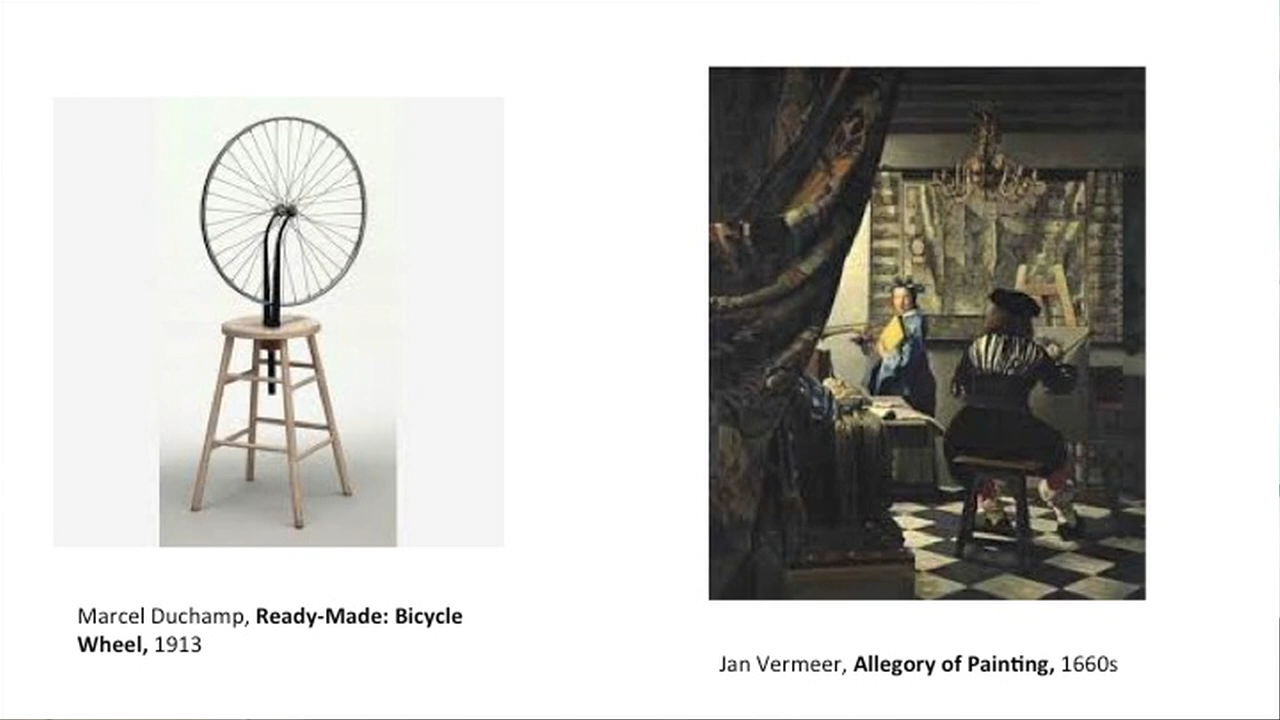 Marcel Duchamp, Ready-Made: Bicycle
Wheel, 1913
Jan Vermeer, Allegory of Painting, 1660s